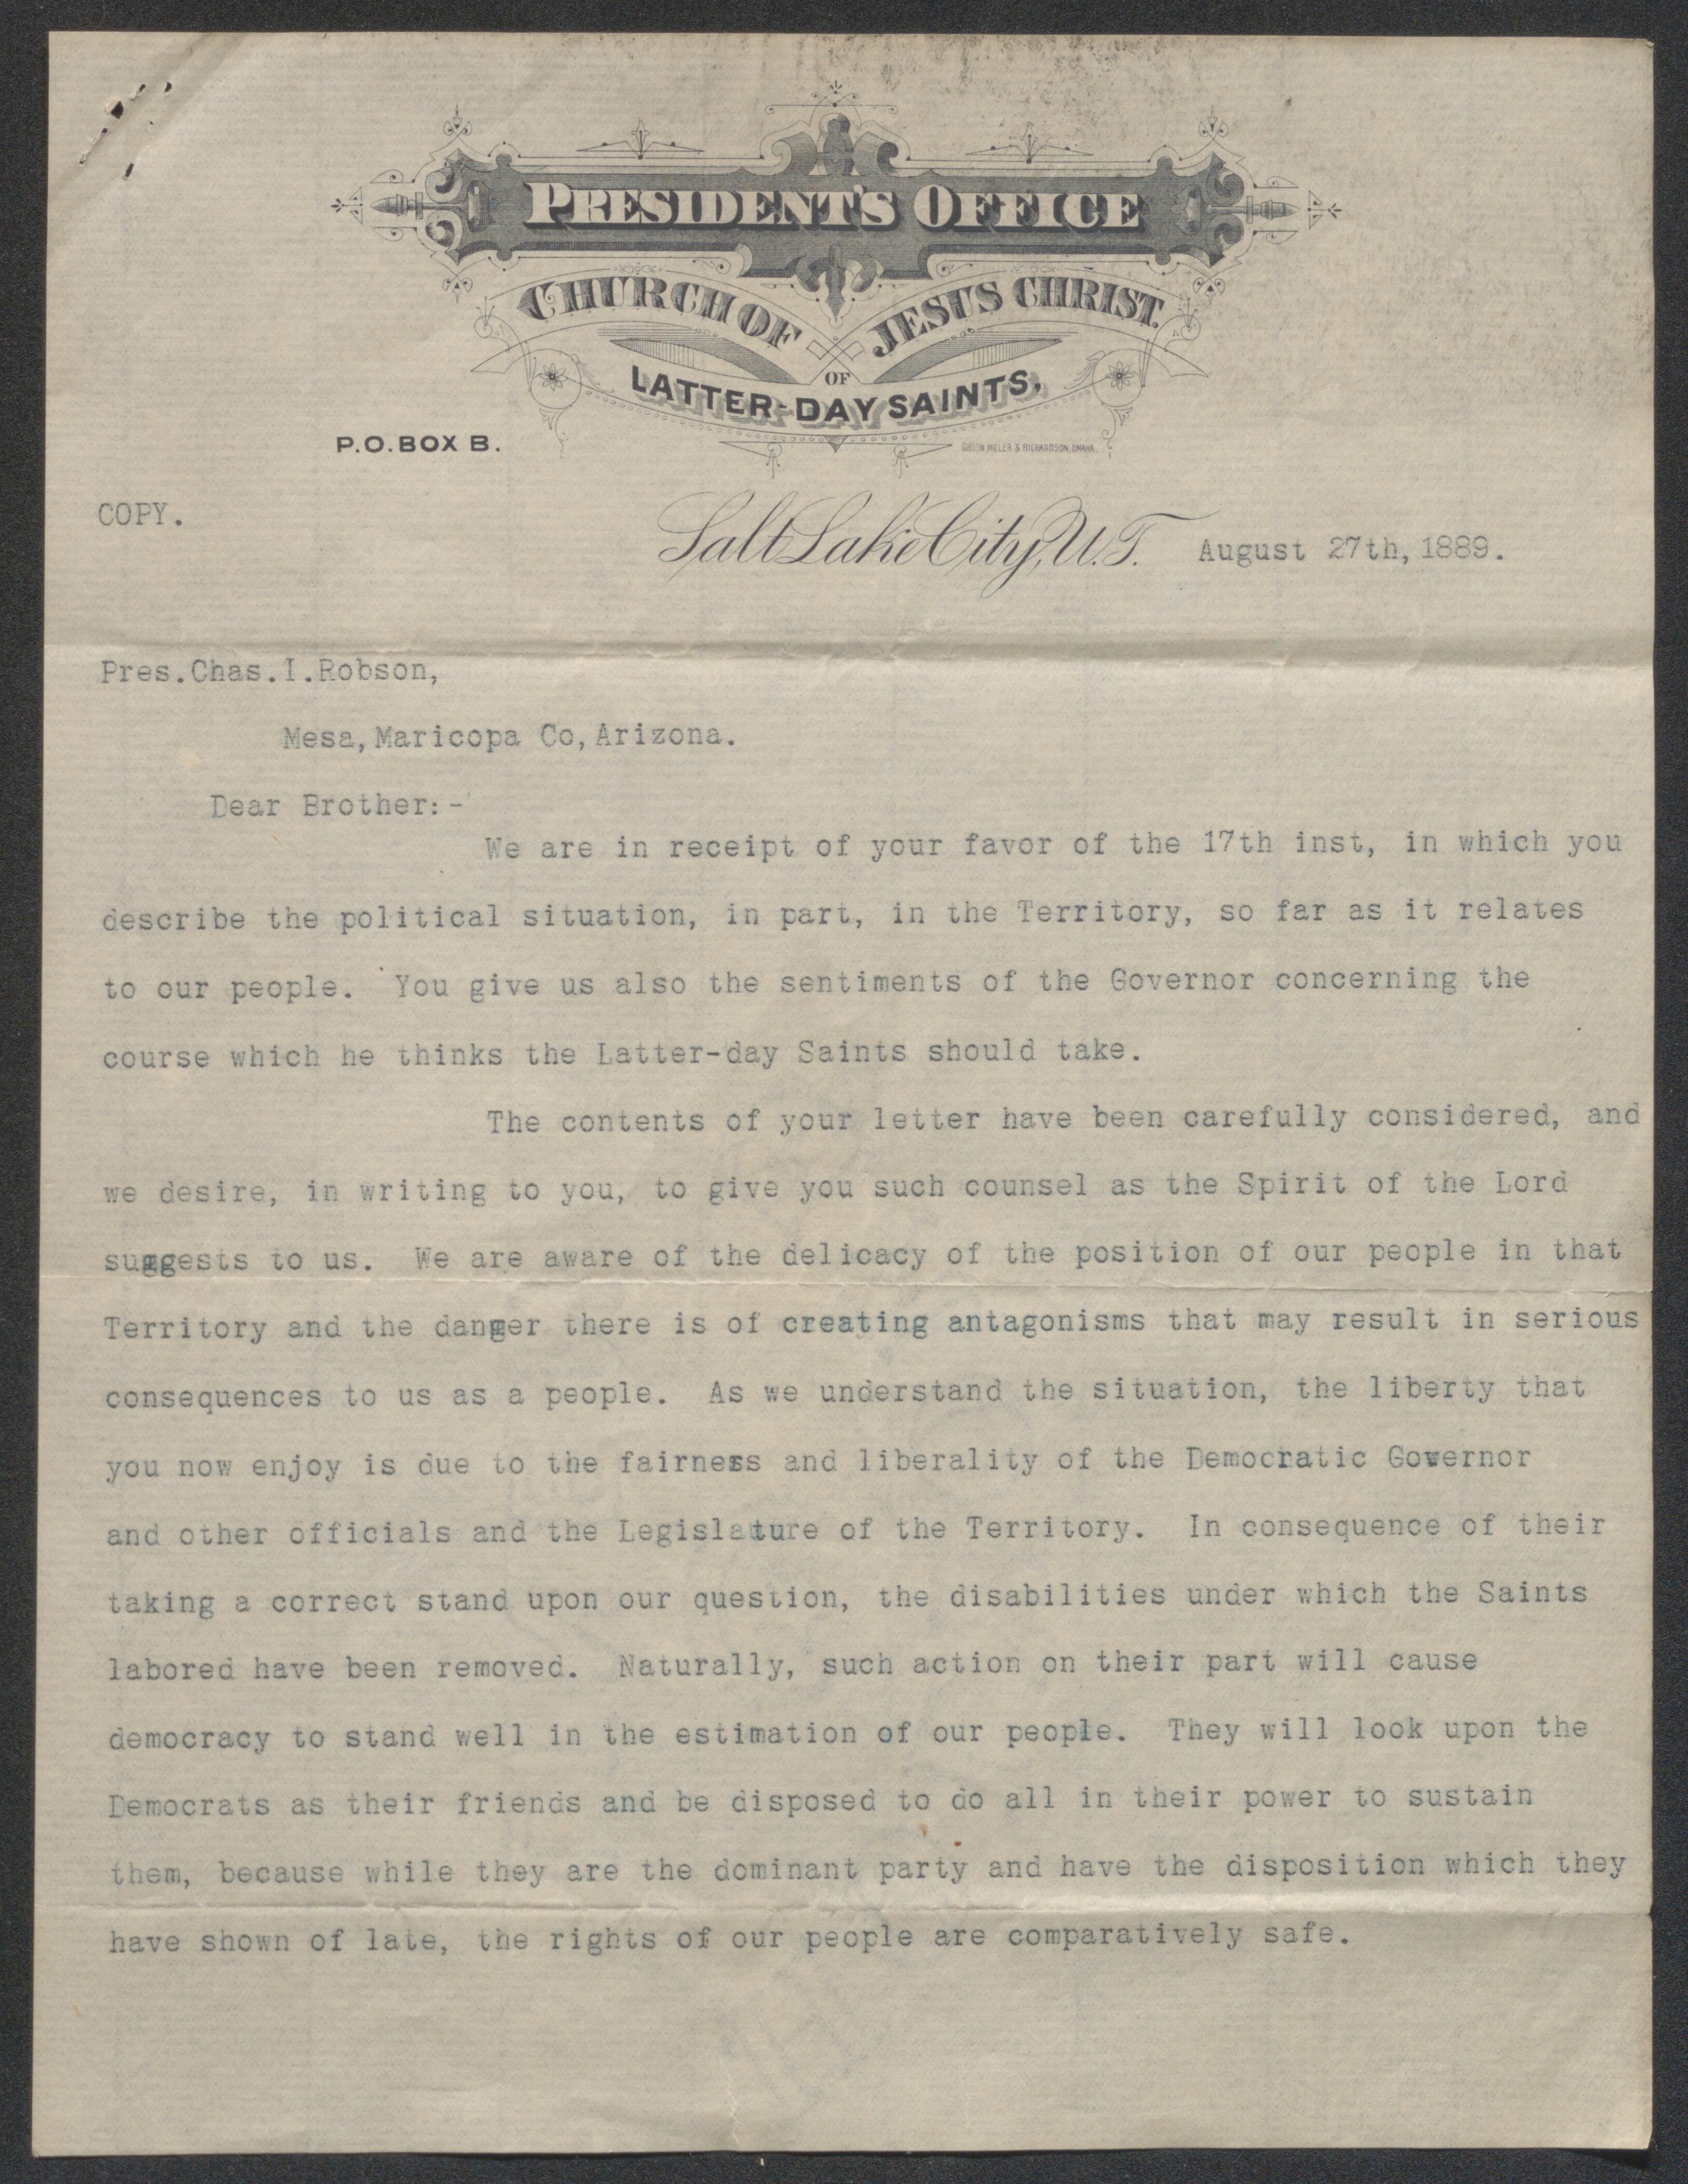 PRESIDENT'S OFFICE
CHURCH OF JESUS CHRIST
OF
LATTER-DAY SAINTS,
P.O. BOX B.
GIBSON MILLER & RICHARDSON, OMAHA.
COPY.
Salt Lake City, U.T. August 27th, 1889.
Pres. Chas. I. Robson,
Mesa, Maricopa Co, Arizona.
Dear Brother:-
We are in receipt of your favor of the 17th inst, in which you
describe the political situation, in part, in the Territory, so far as it relates
to our people. You give us also the sentiments of the Governor concerning the
course which he thinks the Latter-day Saints should take.
The contents of your letter have been carefully considered, and
we desire, in writing to you, to give you such counsel as the Spirit of the Lord
suggests to us. We are aware of the delicacy of the position of our people in that
Territory and the danger there is of creating antagonisms that may result in serious
consequences to us as a people. As we understand the situation, the liberty that
you now enjoy is due to the fairness and liberality of the Democratic Governor
and other officials and the Legislature of the Territory. In consequence of their
taking a correct stand upon our question, the disabilities under which the Saints
labored have been removed. Naturally, such action on their part will cause
democracy to stand well in the estimation of our people. They will look upon the
Democrats as their friends and be disposed to do all in their power to sustain
them, because while they are the dominant party and have the disposition which they
have shown of late, the rights of our people are comparatively safe.